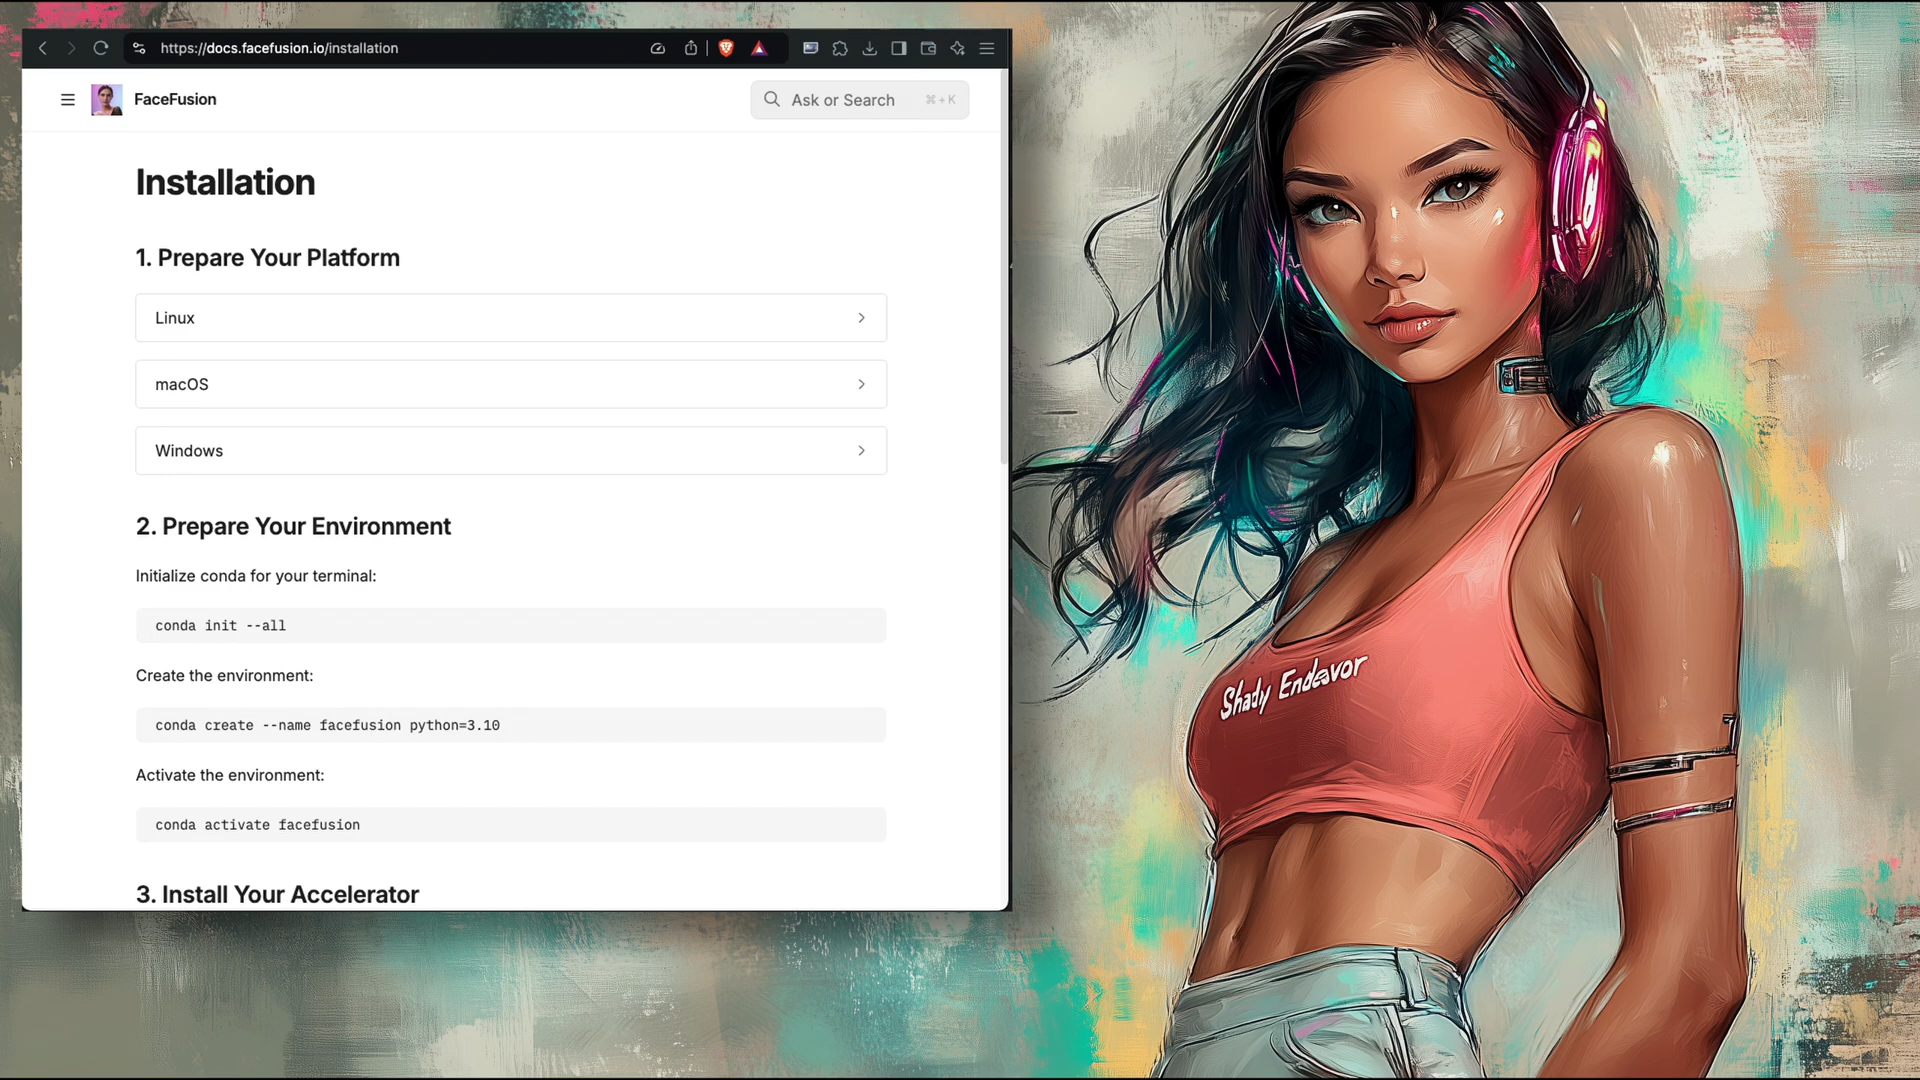 https://docs.facefusion.io/installation
FaceFusion
Ask or Search ⌘+K
Installation
1. Prepare Your Platform
Linux
macOS
Windows
2. Prepare Your Environment
Initialize conda for your terminal:
conda init --all
Create the environment:
conda create --name facefusion python=3.10
Activate the environment:
conda activate facefusion
3. Install Your Accelerator
Shady Endeavor